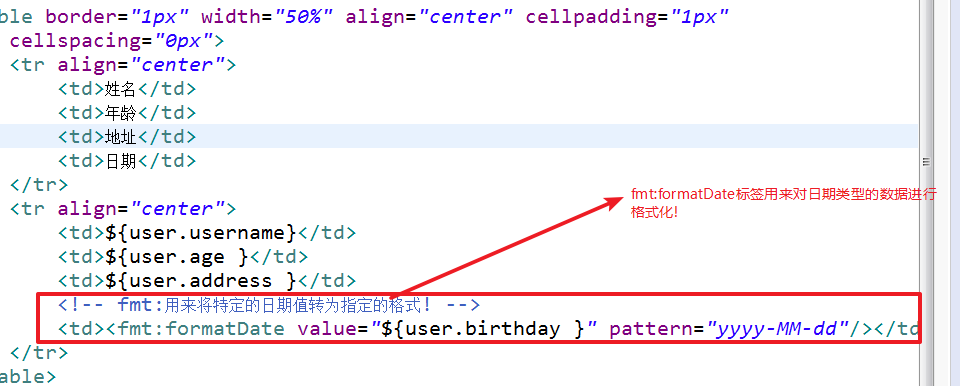 ble border="1px" width="50%" align="center" cellpadding="1px"
cellspacing="0px">
<tr align="center">
<td>姓名</td>
<td>年龄</td>
<td>地址</td>
<td>日期</td>
</tr>
<tr align="center">
<td>${user.username}</td>
<td>${user.age }</td>
<td>${user.address }</td>
<!-- fmt:用来将特定的日期值转为指定的格式! -->
<td><fmt:formatDate value="${user.birthday }" pattern="yyyy-MM-dd"/></td
</tr>
able>
fmt:formatDate标签用来对日期类型的数据进行
格式化!